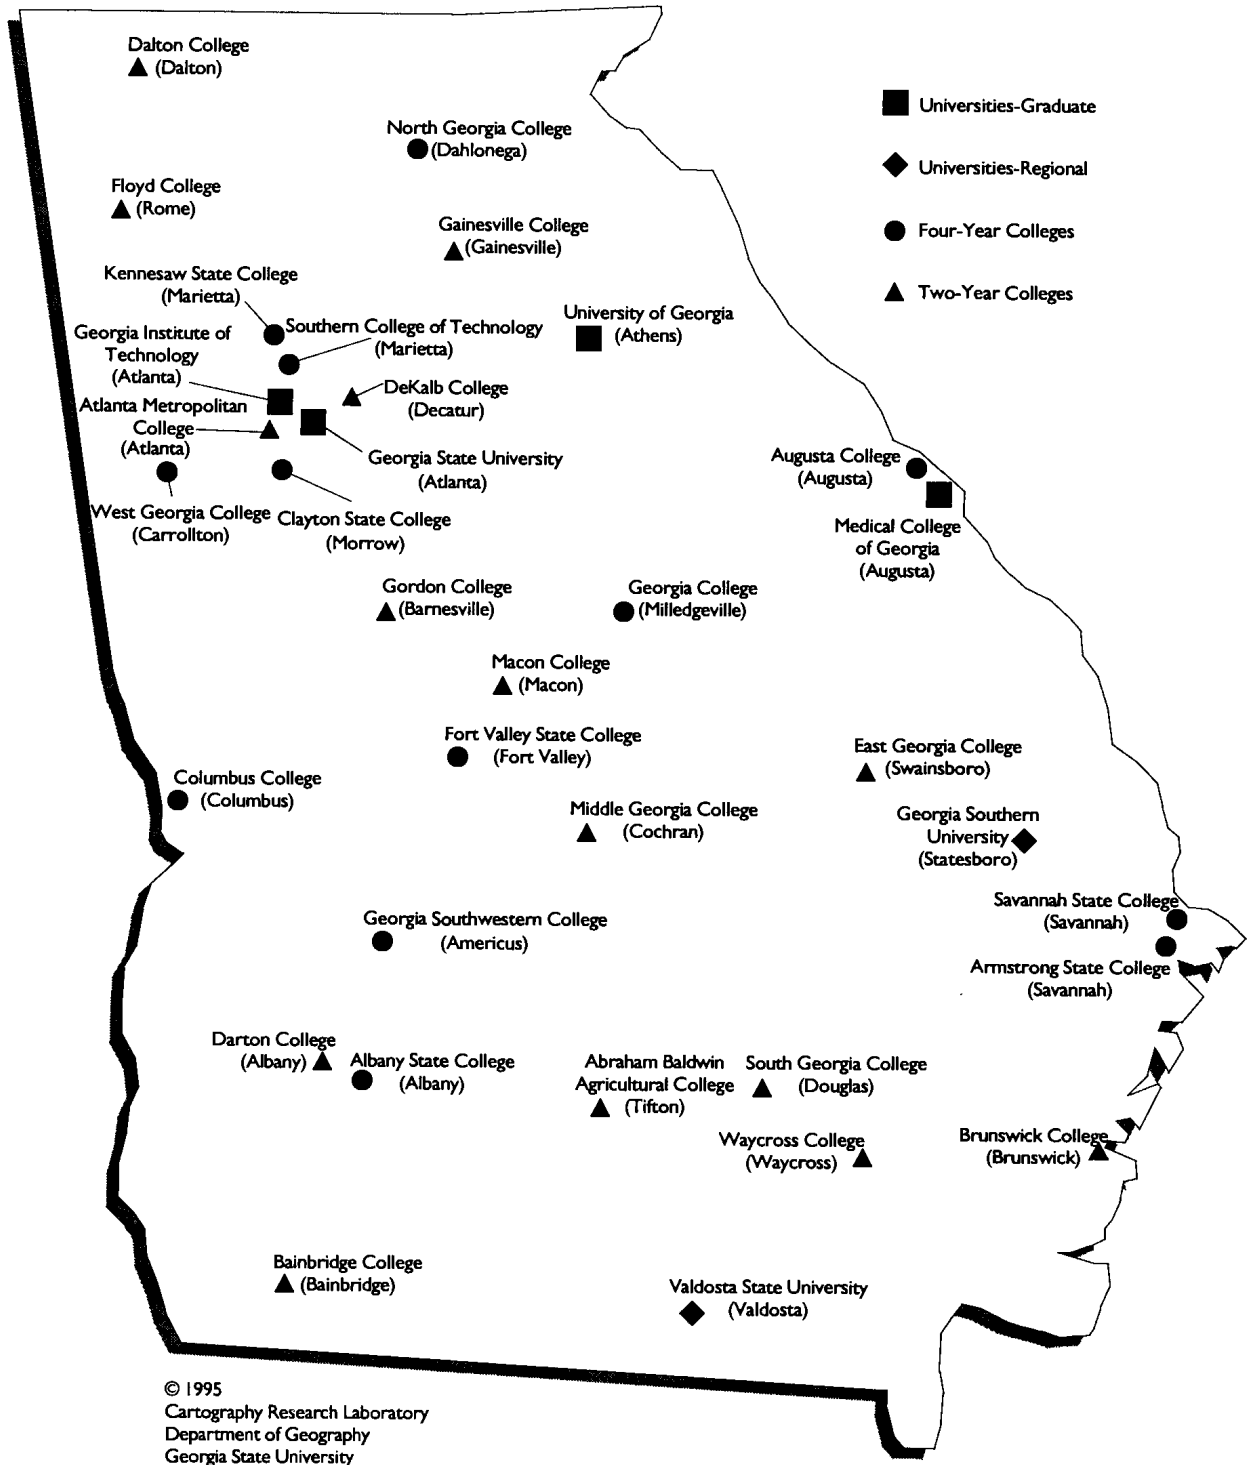 Dalton College
(Dalton)
Universities-Graduate
North Georgia College
(Dahlonega)
Universities-Regional
Floyd College
(Rome)
Gainesville College
(Gainesville)
Four-Year Colleges
Kennesaw State College
(Marietta)
Two-Year Colleges
Georgia Institute of
Technology
(Atlanta)
Southern College of Technology
(Marietta)
University of Georgia
(Athens)
DeKalb College
(Decatur)
Atlanta Metropolitan
College
(Atlanta)
Georgia State University
(Atlanta)
Augusta College
(Augusta)
West Georgia College
(Carrollton)
Clayton State College
(Morrow)
Medical College
of Georgia
(Augusta)
Gordon College
(Barnesville)
Georgia College
(Milledgeville)
Macon College
(Macon)
Fort Valley State College
(Fort Valley)
East Georgia College
(Swainsboro)
Columbus College
(Columbus)
Middle Georgia College
(Cochran)
Georgia Southern
University
(Statesboro)
Savannah State College
(Savannah)
Georgia Southwestern College
(Americus)
Armstrong State College
(Savannah)
Darton College
(Albany)
Albany State College
(Albany)
Abraham Baldwin
Agricultural College
(Tifton)
South Georgia College
(Douglas)
Waycross College
(Waycross)
Brunswick College
(Brunswick)
Bainbridge College
(Bainbridge)
Valdosta State University
(Valdosta)
© 1995
Cartography Research Laboratory
Department of Geography
Georgia State University